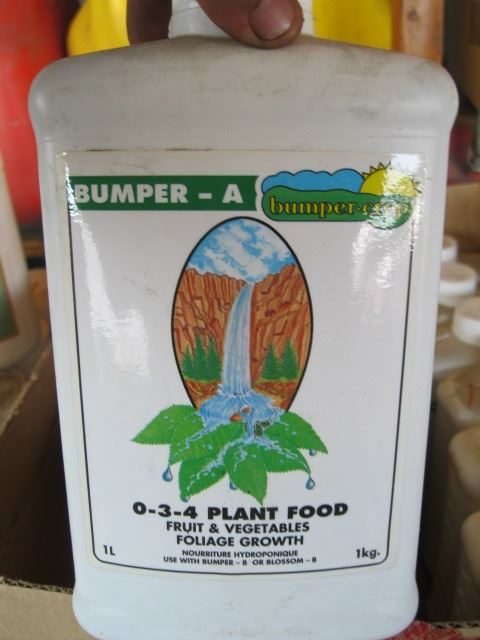 BUMPER – A
bumper-crop
0-3-4 PLANT FOOD
FRUIT & VEGETABLES
FOLIAGE GROWTH
NOURRITURE HYDROPONIQUE
USE WITH BUMPER – B OR BLOSSOM – B
1L
1kg.